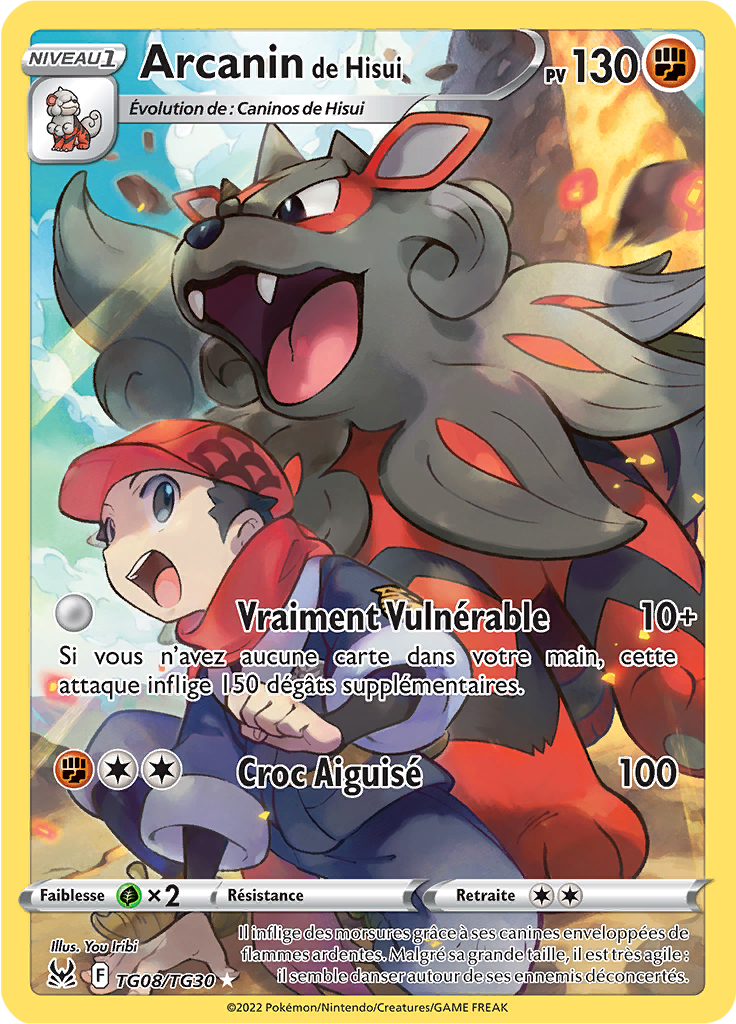 NIVEAU 1
Arcanin de Hisui
PV 130
Évolution de : Caninos de Hisui
Vraiment Vulnérable 10+
Si vous n'avez aucune carte dans votre main, cette
attaque inflige 150 dégâts supplémentaires.
Croc Aiguisé 100
Faiblesse ×2 Résistance Retraite
Illus. You Iribi
Il inflige des morsures grâce à ses canines enveloppées de
flammes ardentes. Malgré sa grande taille, il est très agile :
il semble danser autour de ses ennemis déconcertés.
F TG08/TG30
©2022 Pokémon/Nintendo/Creatures/GAME FREAK